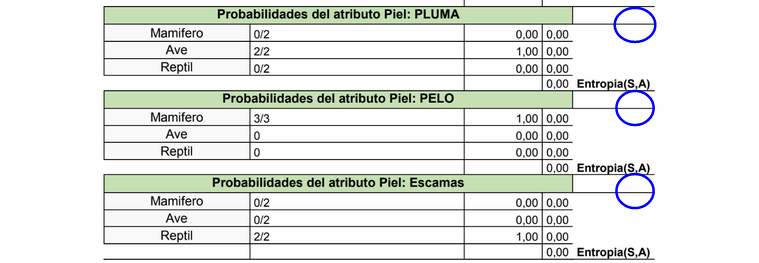 Probabilidades del atributo Piel: PLUMA
Mamifero 0/2 0,00 0,00
Ave 2/2 1,00 0,00
Reptil 0/2 0,00 0,00
0,00 Entropia(S,A)
Probabilidades del atributo Piel: PELO
Mamifero 3/3 1,00 0,00
Ave 0 0,00 0,00
Reptil 0 0,00 0,00
0,00 Entropia(S,A)
Probabilidades del atributo Piel: Escamas
Mamifero 0/2 0,00 0,00
Ave 0/2 0,00 0,00
Reptil 2/2 1,00 0,00
0,00 Entropia(S,A)